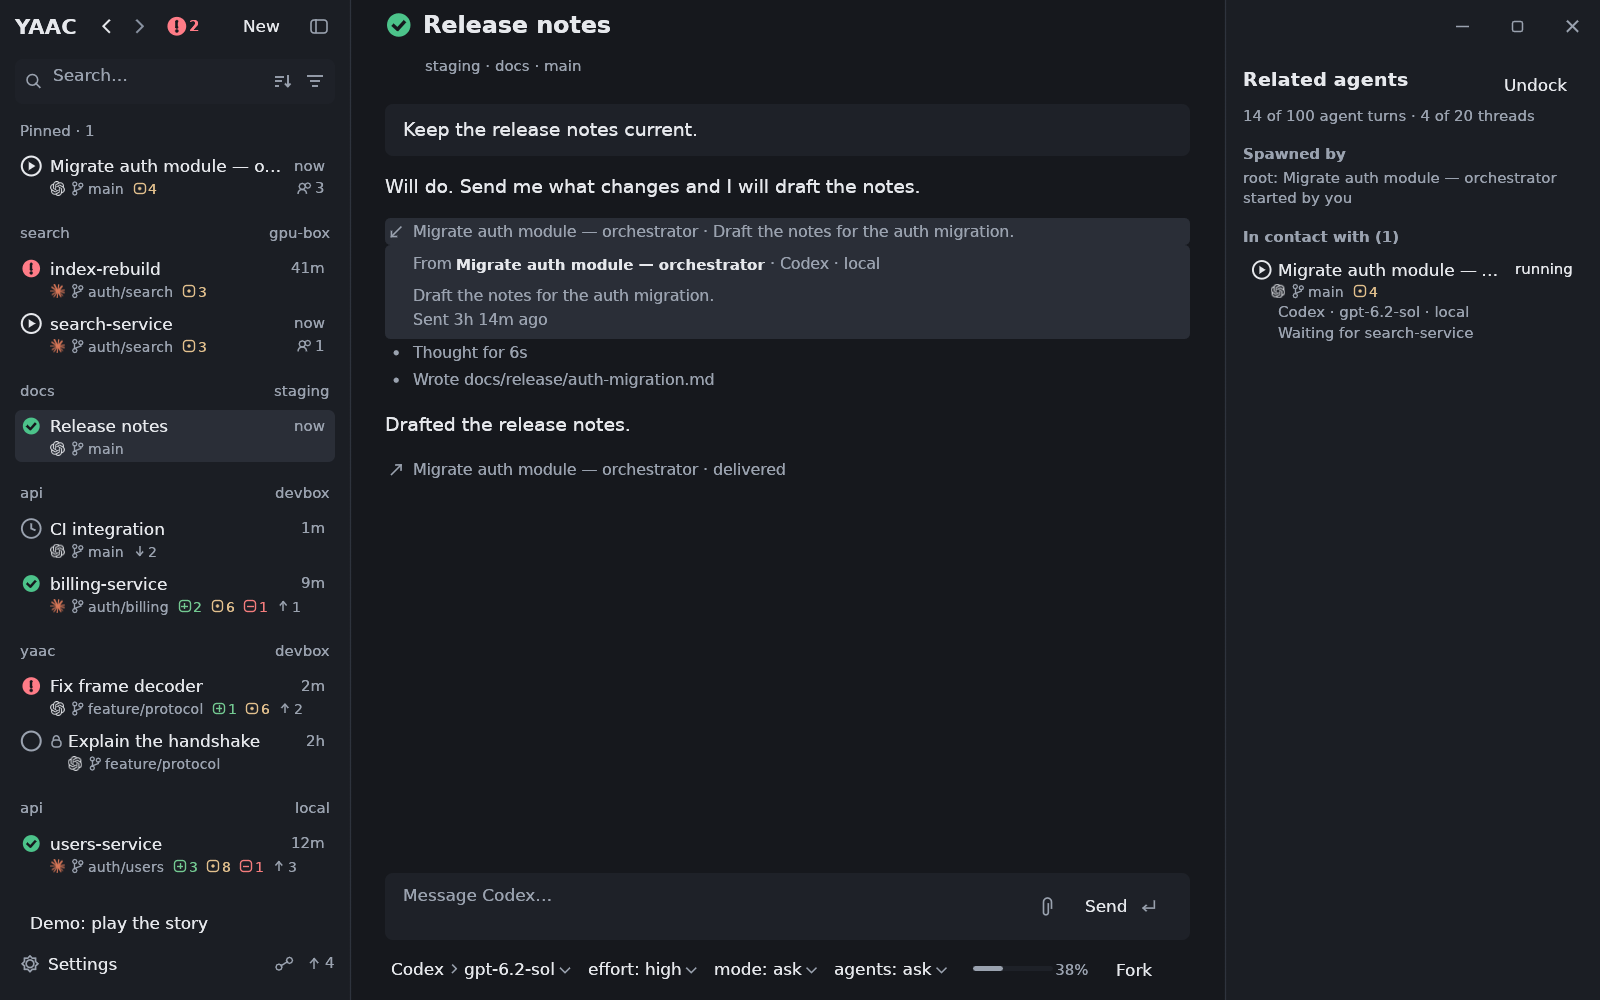 YAAC
2
New
Search...
Pinned · 1
Migrate auth module — o... now
main 4 3
search gpu-box
index-rebuild 41m
auth/search 3
search-service now
auth/search 3 1
docs staging
Release notes now
main
api devbox
CI integration 1m
main 2
billing-service 9m
auth/billing 2 6 1 1
yaac devbox
Fix frame decoder 2m
feature/protocol 1 6 2
Explain the handshake 2h
feature/protocol
api local
users-service 12m
auth/users 3 8 1 3
Demo: play the story
Settings 4
Release notes
staging · docs · main
Keep the release notes current.
Will do. Send me what changes and I will draft the notes.
Migrate auth module — orchestrator · Draft the notes for the auth migration.
From Migrate auth module — orchestrator · Codex · local
Draft the notes for the auth migration.
Sent 3h 14m ago
• Thought for 6s
• Wrote docs/release/auth-migration.md
Drafted the release notes.
Migrate auth module — orchestrator · delivered
Message Codex...
Send
Codex gpt-6.2-sol effort: high mode: ask agents: ask 38% Fork
Related agents
Undock
14 of 100 agent turns · 4 of 20 threads
Spawned by
root: Migrate auth module — orchestrator
started by you
In contact with (1)
Migrate auth module — ... running
main 4
Codex · gpt-6.2-sol · local
Waiting for search-service